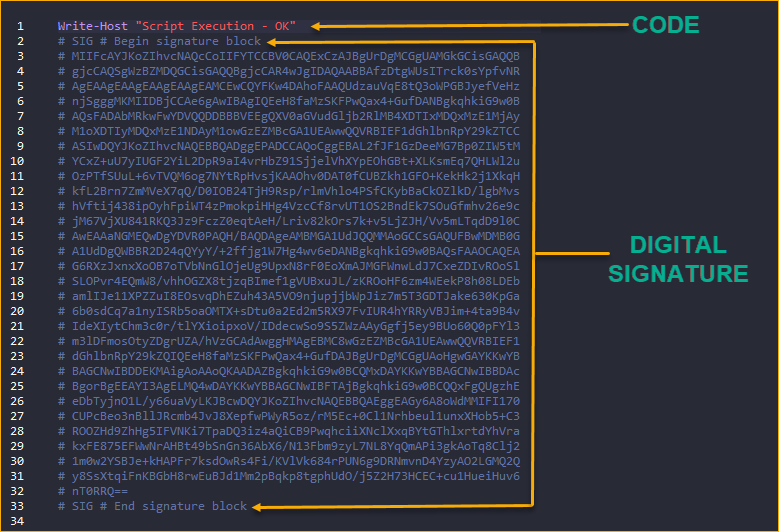 1 Write-Host "Script Execution - OK"
CODE
2 # SIG # Begin signature block
3 # MIIFcAYJKoZIhvcNAQcCoIIFYTCCBV0CAQExCzAJBgUrDgMCGgUAMGkGCisGAQQB
4 # gjcCAQSgWzBZMDQGCisGAQQBgjcCAR4wJgIDAQAABBAfzDtgWUsITrck0sYpfvNR
5 # AgEAAgEAAgEAAgEAAgEAMCEwCQYFKw4DAhoFAAQUdzauVqE8tQ3oWPGBJyefVeHz
6 # njSgggMKMIIDBjCCAe6gAwIBAgIQEeH8faMzSKFPwQax4+GufDANBgkqhkiG9w0B
7 # AQsFADAbMRkwFwYDVQQDDBBBVEEgQXV0aGVudGljb2RlMB4XDTIxMDQxMzE1MjAy
8 # M1oXDTIyMDQxMzE1NDAyM1owGzEZMBcGA1UEAwwQQVRBIEF1dGhlbnRpY29kZTCC
9 # ASIwDQYJKoZIhvcNAQEBBQADggEPADCCAQoCggEBAL2fJF1GzDeeMG7Bp0ZIW5tM
10 # YCxZ+uU7yIUGF2YiL2DpR9aI4vrHbZ91SjjelVhXYpEOhGBt+XLKsmEq7QHLWl2u
11 # OzPTfSUuL+6vTVQM6og7NYtRpHvsjKAAOhv0DAT0fCUBZkh1GFO+KekHk2j1XkqH
12 # kfL2Brn7ZmMVeX7qQ/D0IOB24TjH9Rsp/rlmVhlo4PSfCKybBaCkOZlkD/lgbMvs
13 # hVftij438ipOyhFpiWT4zPmokpiHHg4VzcCf8rvUT1OS2BndEk7SOuGfmhv26e9c
14 # jM67VjXU841RKQ3Jz9FczZ0eqtAeH/Lriv82kOrs7k+v5LjZJH/Vv5mLTqdD9l0C
15 # AwEAAaNGMEQwDgYDVR0PAQH/BAQDAgeAMBMGA1UdJQQMMAoGCCsGAQUFBwMDMB0G
16 # A1UdDgQWBBR2D24qQYyY/+2ffjg1W7Hg4wv6eDANBgkqhkiG9w0BAQsFAAOCAQEA
17 # G6RXzJxnxXoOB7oTVbNnGlOjeUg9UpxN8rF0EoXmAJMGFWnwLdJ7CxeZDIvROoSl
DIGITAL
SIGNATURE
18 # SLOPvr4EQmW8/vhhOGZX8tjzqBImef1gVUBxuJL/zKROoHF6zm4WEekP8h08LDEb
19 # amlIJe11XPZZuI8EOsvqDhEZuh43A5VO9njupjjbWpJiz7m5T3GDTJake630KpGa
20 # 6b0sdCq7a1nyISRb5oaOMTX+sDtu0a2Ed2m5RX97FvIUR4hYRRyVBJim+4ta9B4v
21 # IdeXIytChm3c0r/tlYXioipxoV/IDdecwSo9S5ZWzAAyGgfj5ey9BUo60Q0pFYl3
22 # m3lDFmosOtyZDgrUZA/hVzGCAdAwggHMAgEBMC8wGzEZMBcGA1UEAwwQQVRBIEF1
23 # dGhlbnRpY29kZQIQEeH8faMzSKFPwQax4+GufDAJBgUrDgMCGgUAoHgwGAYKKwYB
24 # BAGCNwIBDDEKMAigAoAAoQKAADAZBgkqhkiG9w0BCQMxDAYKKwYBBAGCNwIBBDAc
25 # BgorBgEEAYI3AgELMQ4wDAYKKwYBBAGCNwIBFTAjBgkqhkiG9w0BCQQxFgQUgzhE
26 # eDbTyjnO1L/y66uaVyLKJBcwDQYJKoZIhvcNAQEBBQAEggEAGy6A8oWdMMIFI170
27 # CUPcBeo3nBllJRcmb4JvJ8XepfwPWyR5oz/rM5Ec+0Cl1Nrhbeul1unxXHob5+C3
28 # ROOZHd9ZhHg5IFVNKi7TpaDQ3iz4aQiCB9PwqhciiXNClXxqBYtGThlxrtdYhVra
29 # kxFE875EFWwNrAHBt49bSnGn36AbX6/N13Fbm9zyL7NL8YqQmAPi3gkAoTq8Clj2
30 # 1m0w2YSBJe+kHAPFr7ksdOwRs4Fi/KVlVk684rPUN6g9DRNmvnD4YzyAO2LGMQ2Q
31 # y8SsXtqiFnKBGbH8rwEuBJd1Mm2pBqkp8tgphUdO/j5Z2H73HCEC+cu1HueiHuv6
32 # nT0RRQ==
33 # SIG # End signature block
34